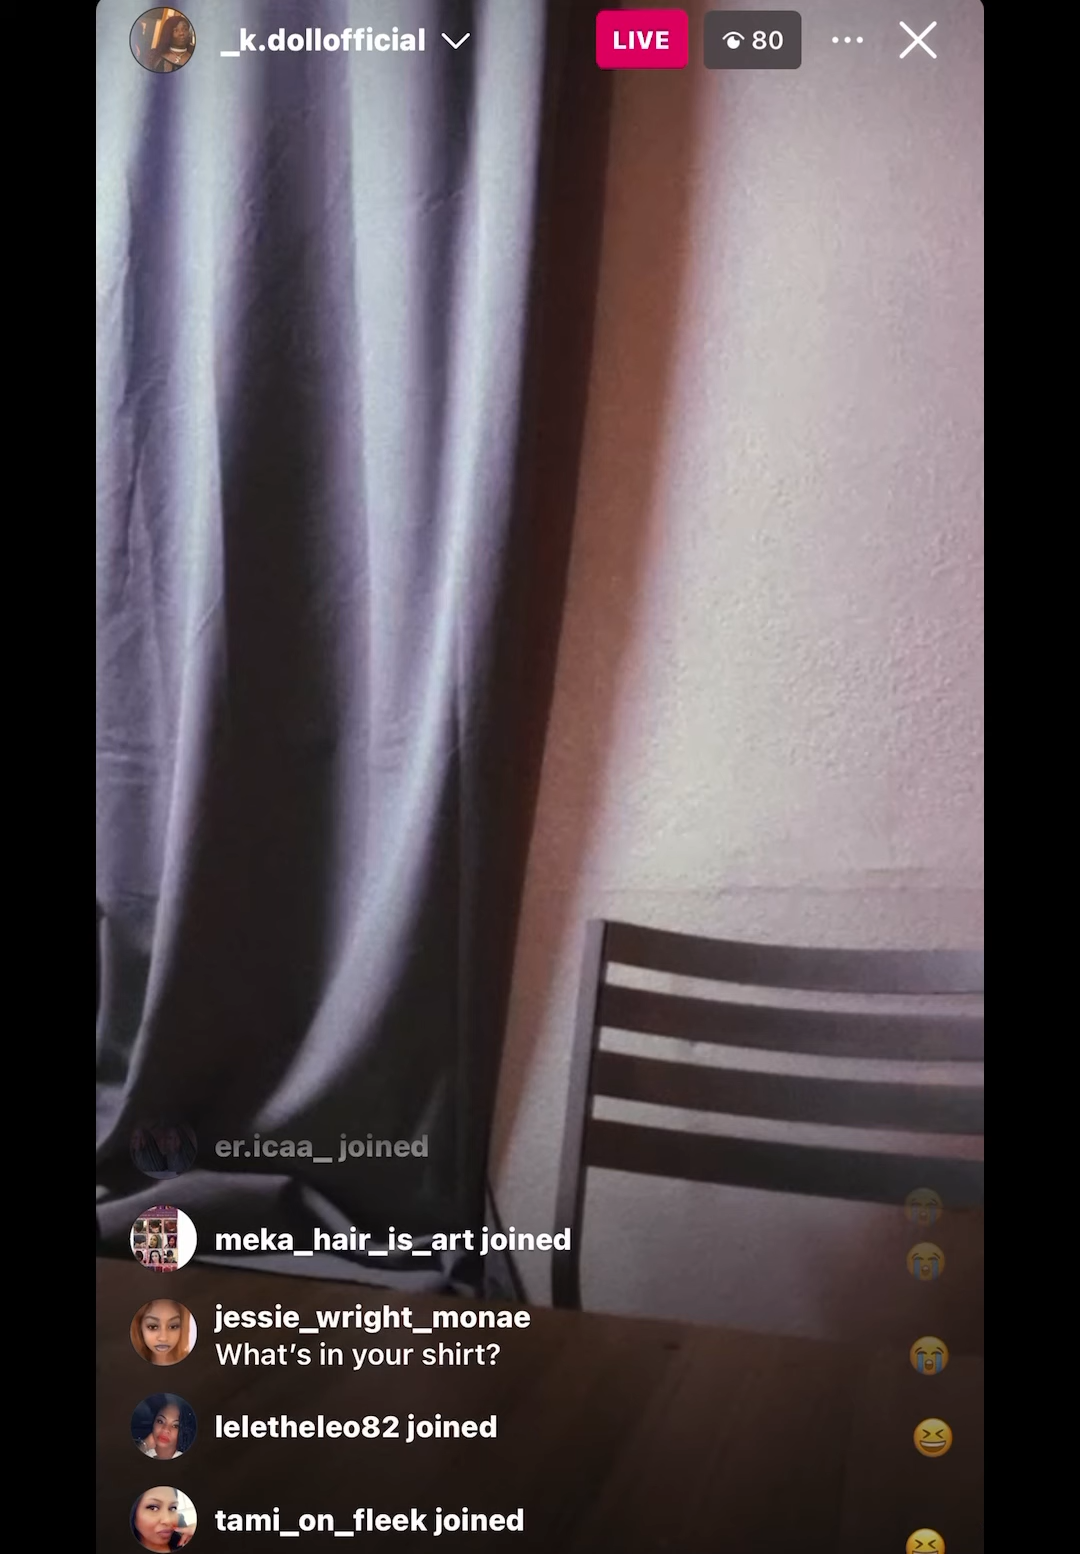 _k.dollofficial
LIVE
80
er.icaa_ joined
meka_hair_is_art joined
jessie_wright_monae
What's in your shirt?
leletheleo82 joined
tami_on_fleek joined